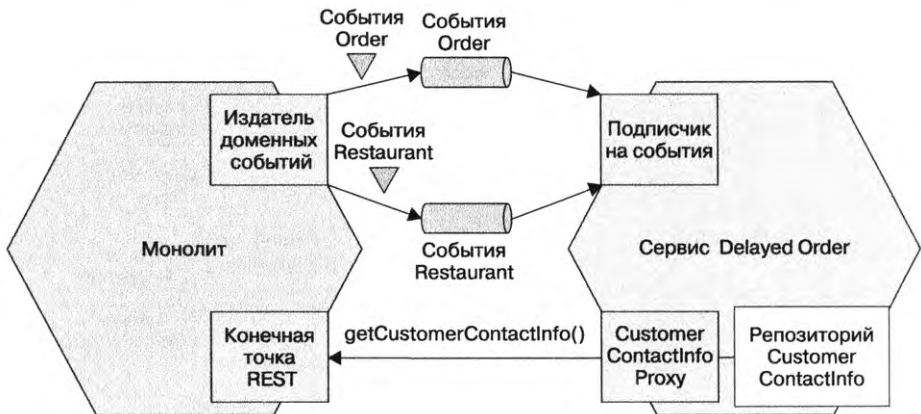 События
Order
События
Order
Издатель
доменных
событий
События
Restaurant
Подписчик
на события
Монолит
События
Restaurant
Сервис Delayed Order
Конечная
точка
REST
getCustomerContactInfo()
Customer
ContactInfo
Proxy
Репозиторий
Customer
ContactInfo